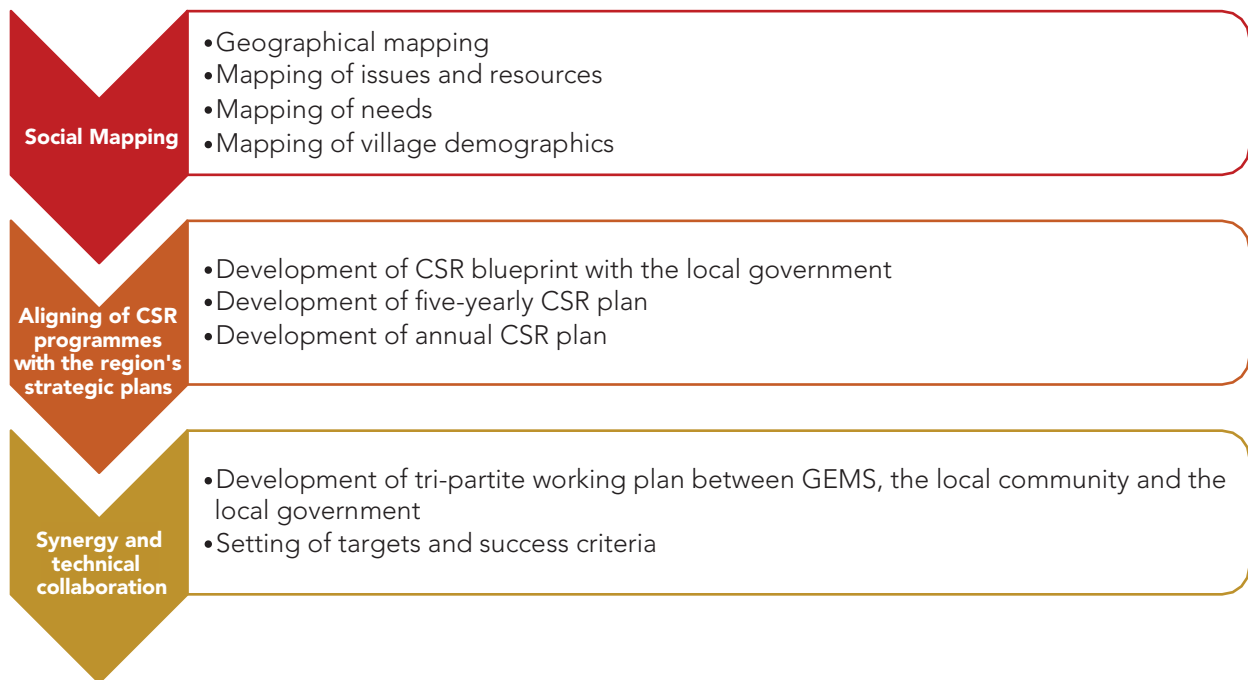 Social Mapping
•Geographical mapping
•Mapping of issues and resources
•Mapping of needs
•Mapping of village demographics
Aligning of CSR
programmes
with the region's
strategic plans
•Development of CSR blueprint with the local government
•Development of five-yearly CSR plan
•Development of annual CSR plan
Synergy and
technical
collaboration
•Development of tri-partite working plan between GEMS, the local community and the
local government
•Setting of targets and success criteria